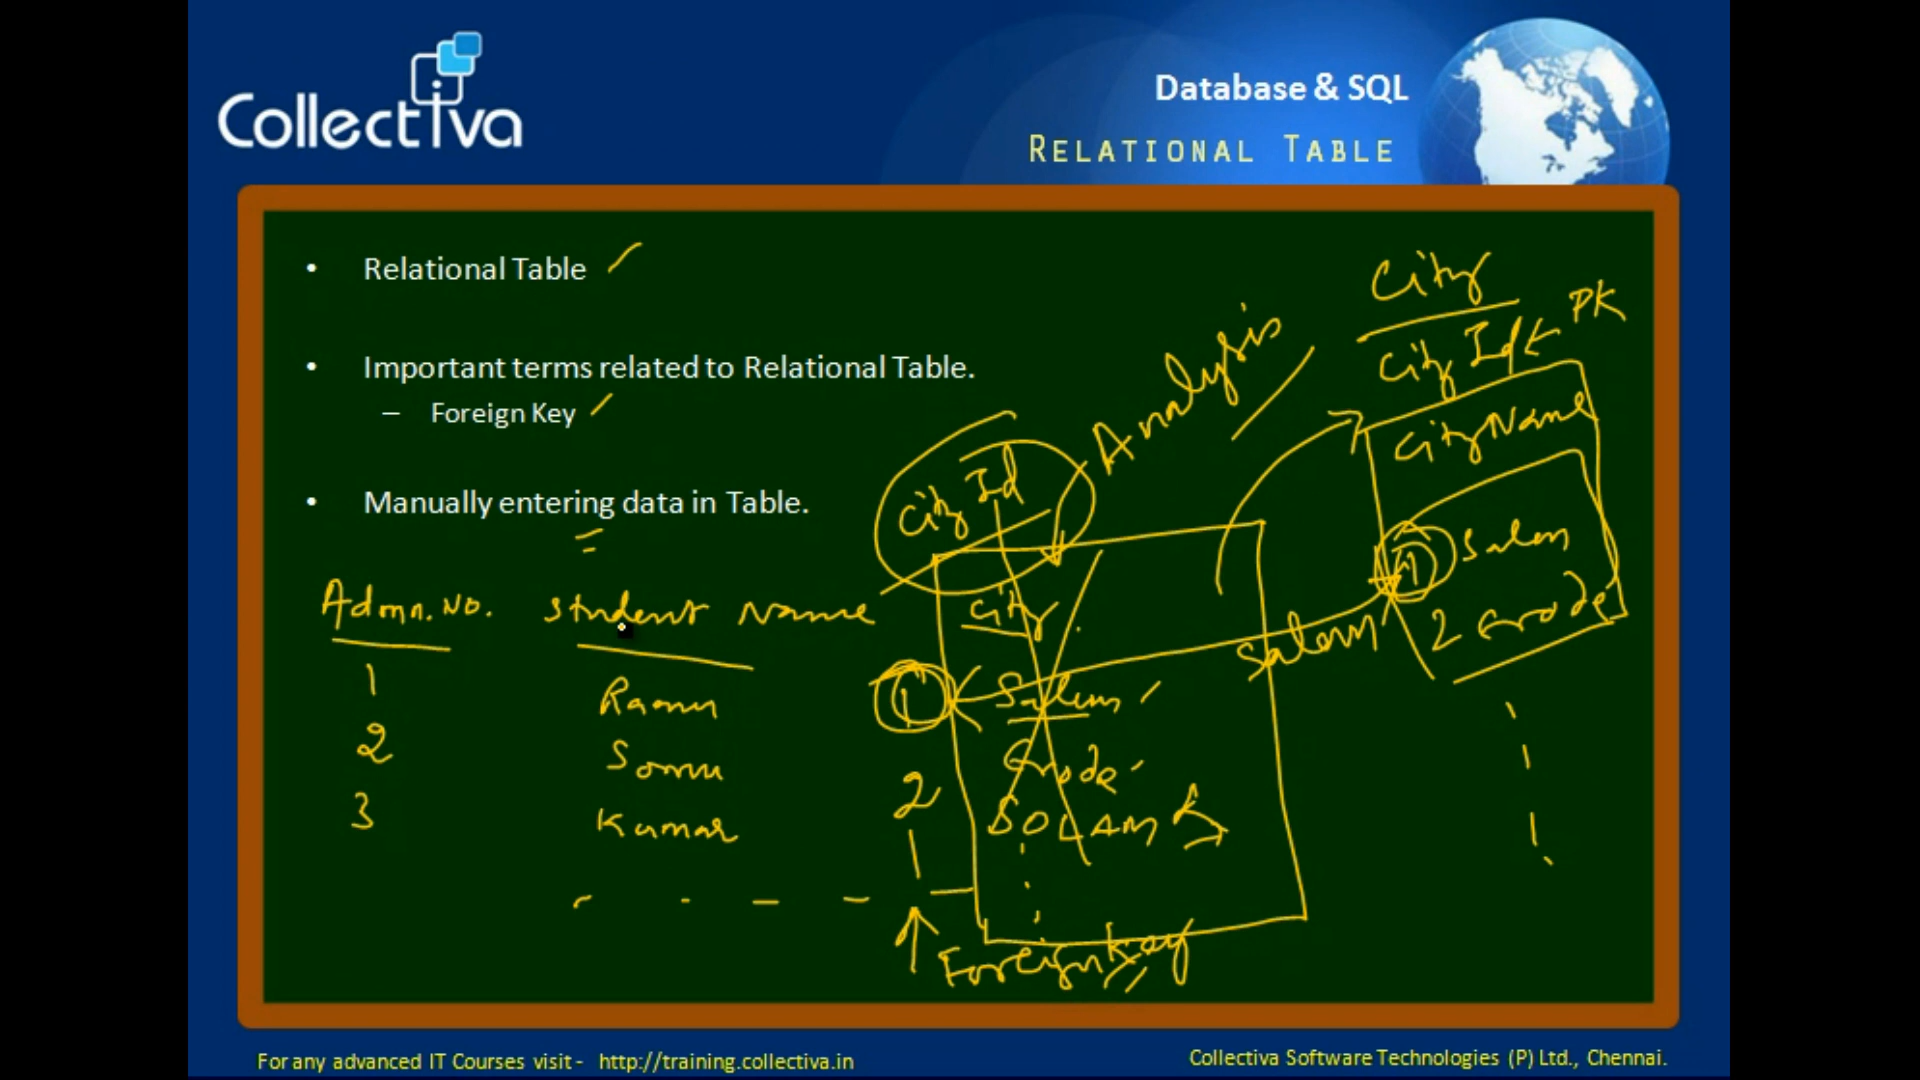 Collectiva
Database & SQL
RELATIONAL TABLE
• Relational Table
• Important terms related to Relational Table.
– Foreign Key
• Manually entering data in Table.
City
City Id PK
City Name
1 Salem
2 Erode
Analysis
City Id
Admn. No. Student Name City
1 Ramu 1 Salem
Salem
2 Somu 2 Erode
3 Kumar 1 SOLAM
Foreign Key
For any advanced IT Courses visit - http://training.collectiva.in
Collectiva Software Technologies (P) Ltd., Chennai.